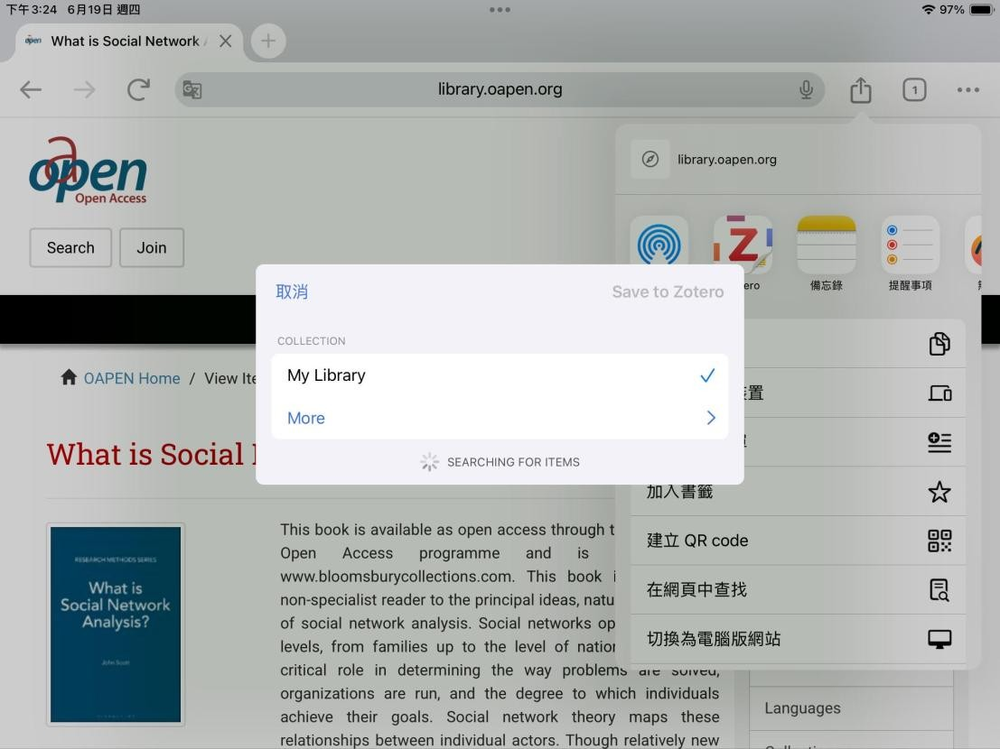 下午3:24 6月19日 週四
97%
What is Social Network
library.oapen.org
1
oapen
Open Access
library.oapen.org
Search
Join
備忘錄
提醒事項
取消
Save to Zotero
COLLECTION
My Library
More
SEARCHING FOR ITEMS
OAPEN Home / View
What is Social
加入書籤
建立 QR code
在網頁中查找
切換為電腦版網站
RESEARCH METHODS SERIES
What is
Social Network
Analysis?
John Scott
BLOOMSBURY
This book is available as open access through
Open Access programme and is
www.bloomsburycollections.com. This book
non-specialist reader to the principal ideas,
of social network analysis. Social networks
levels, from families up to the level of
critical role in determining the way problems are solved,
organizations are run, and the degree to which individuals
achieve their goals. Social network theory maps these
relationships between individual actors. Though relatively new
Languages